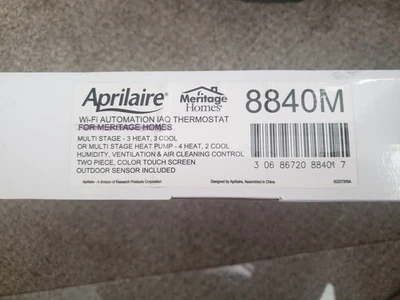 Aprilaire®
Meritage
Homes®
8840M
Wi-Fi AUTOMATION IAQ THERMOSTAT
FOR MERITAGE HOMES
MULTI STAGE - 3 HEAT, 3 COOL
OR MULTI STAGE HEAT PUMP - 4 HEAT, 2 COOL
HUMIDITY, VENTILATION & AIR CLEANING CONTROL
TWO PIECE, COLOR TOUCH SCREEN
OUTDOOR SENSOR INCLUDED
3 06 86720 88401 7
Aprilaire - A division of Research Products Corporation
Designed by Aprilaire, Assembled in China